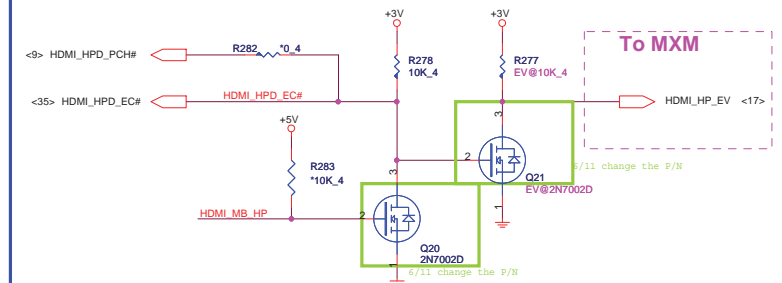 +3V
+3V
To MXM
R282
*0_4
<9> HDMI_HPD_PCH#
R278
10K_4
R277
EV@10K_4
<35> HDMI_HPD_EC#
HDMI_HPD_EC#
HDMI_HP_EV <17>
+5V
3
R283
*10K_4
2
Q21
EV@2N7002D
6/11 change the P/N
3
1
HDMI_MB_HP
2
Q20
2N7002D
1
6/11 change the P/N